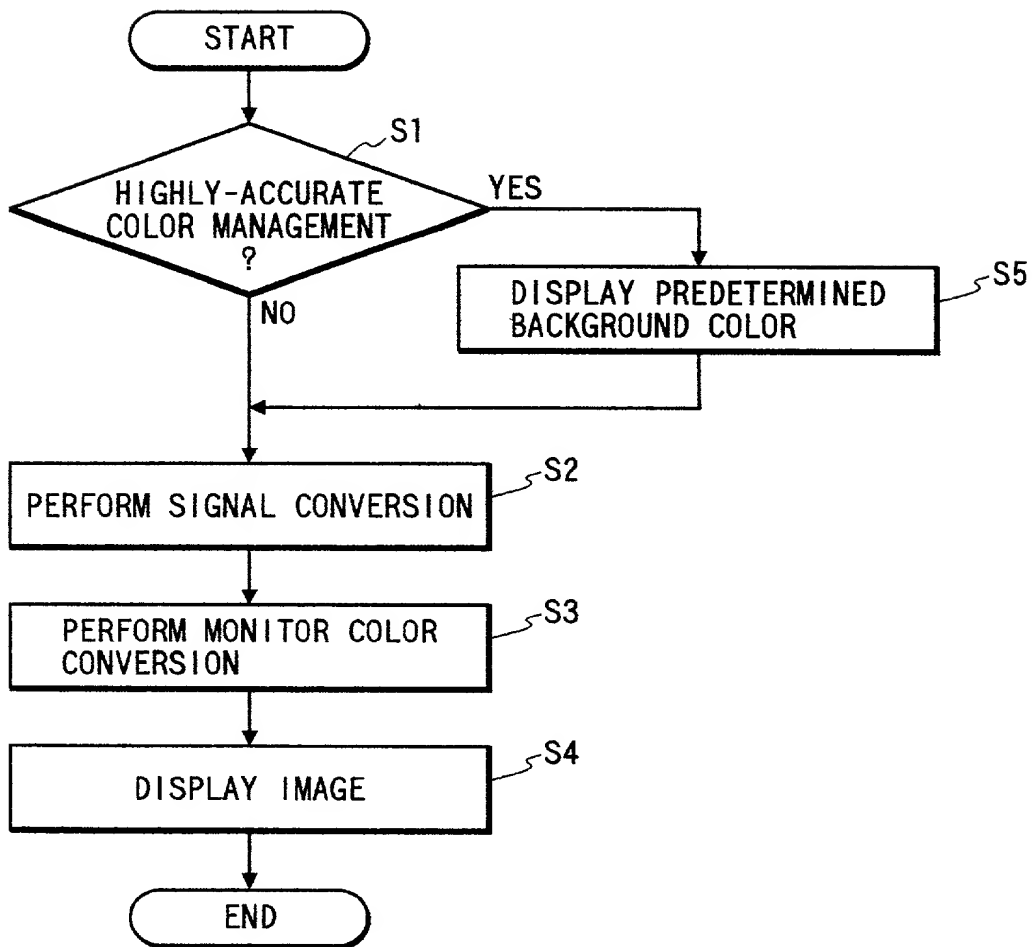 START
S1
HIGHLY-ACCURATE
COLOR MANAGEMENT
?
YES
NO
DISPLAY PREDETERMINED
BACKGROUND COLOR
S5
S2
PERFORM SIGNAL CONVERSION
S3
PERFORM MONITOR COLOR
CONVERSION
S4
DISPLAY IMAGE
END